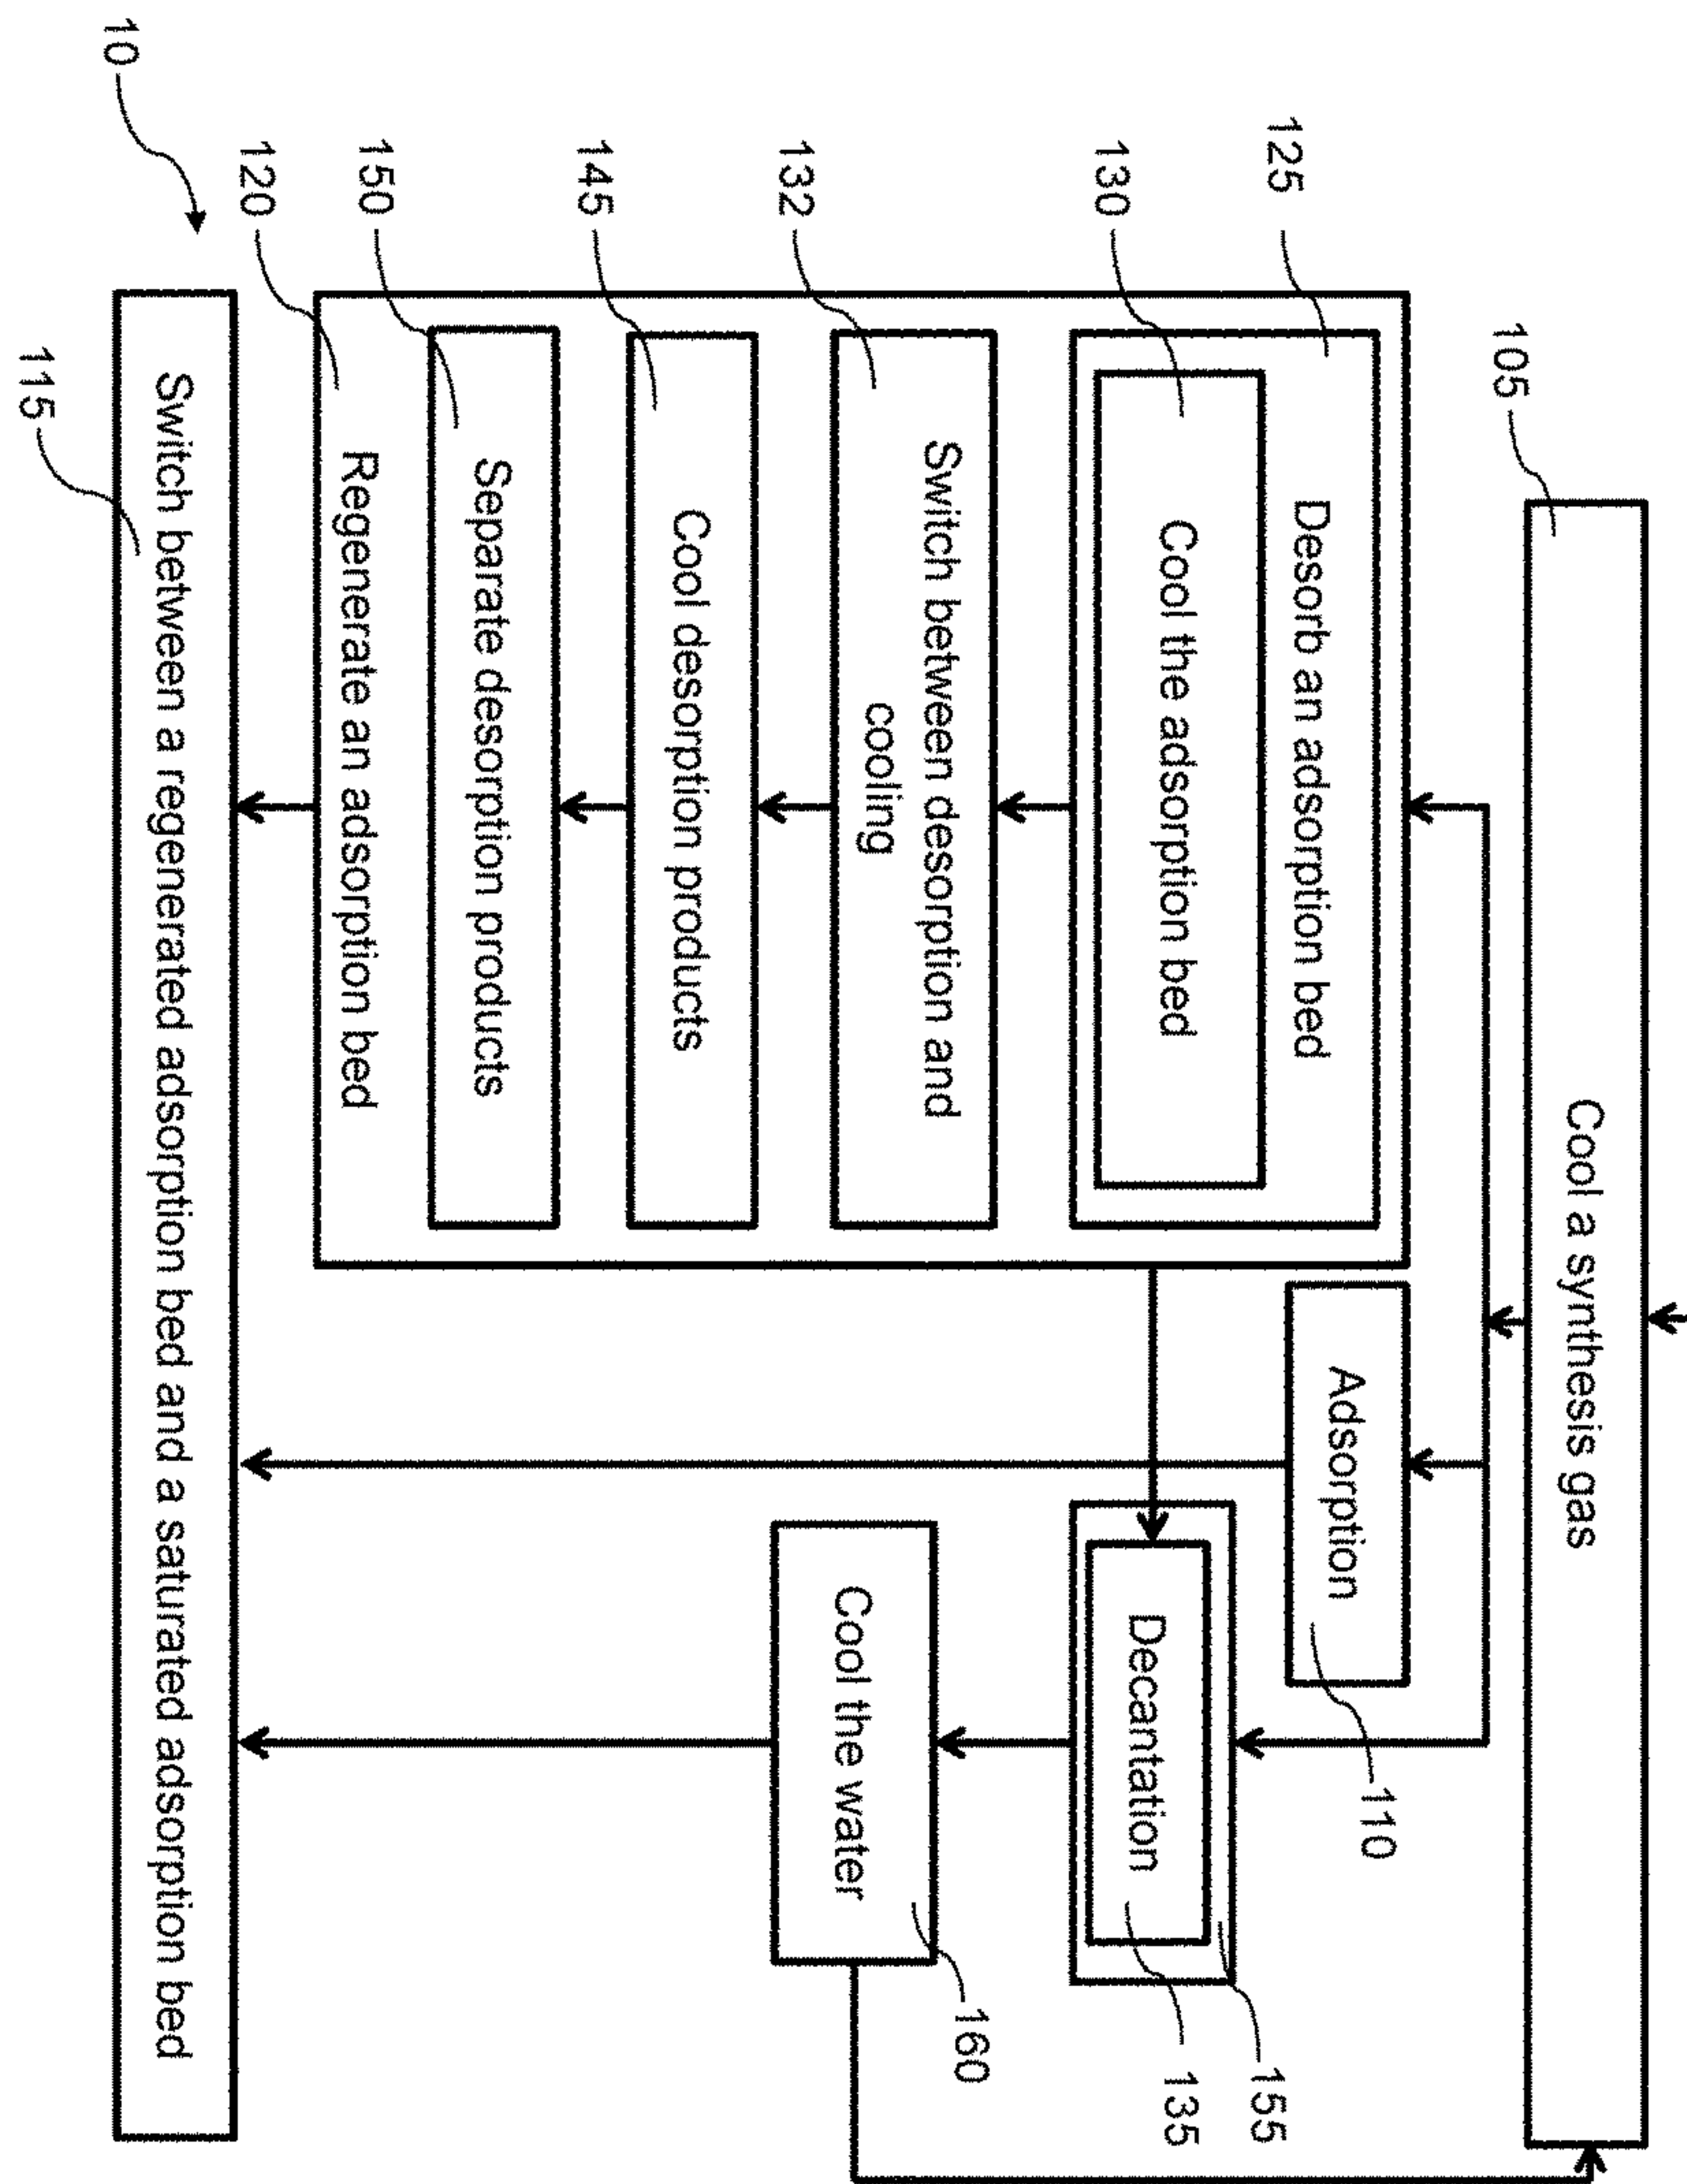 Cool a synthesis gas
105
Desorb an adsorption bed
125
Cool the adsorption bed
130
Switch between desorption and
cooling
132
Cool desorption products
145
Separate desorption products
150
Regenerate an adsorption bed
120
Adsorption
110
Decantation
135
155
Cool the water
160
Switch between a regenerated adsorption bed and a saturated adsorption bed
115
10